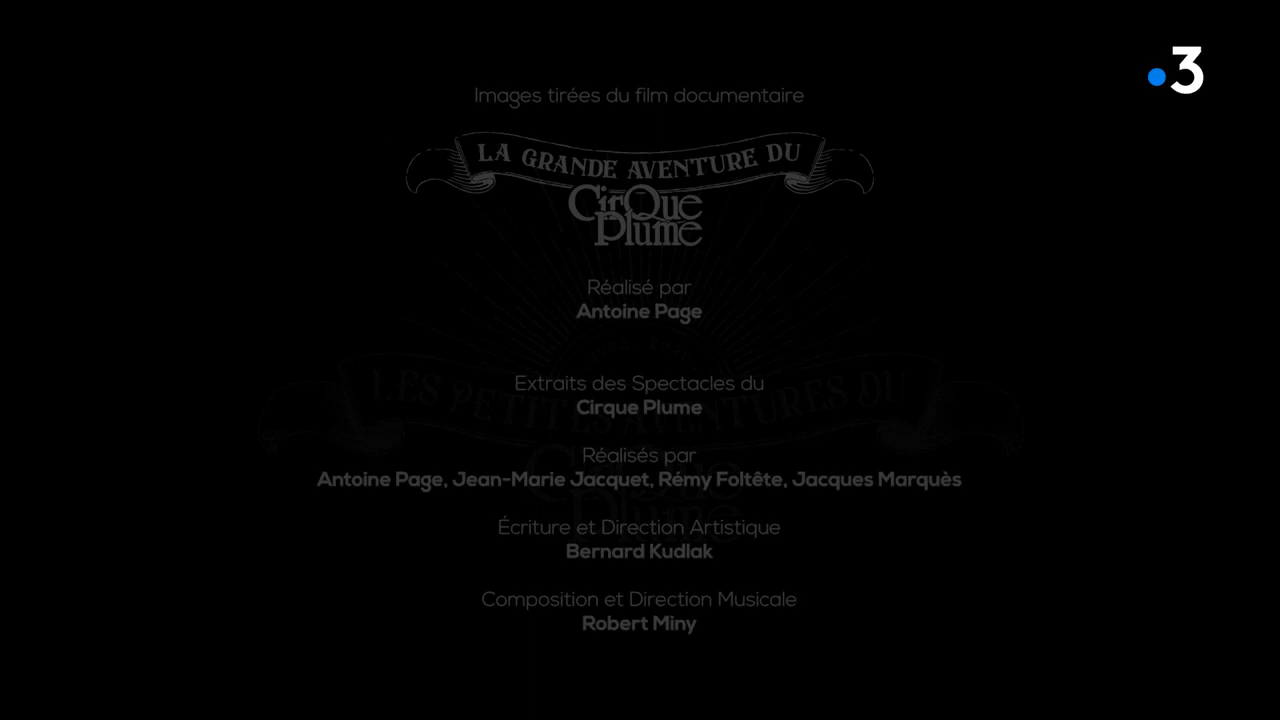 3
Images tirées du film documentaire
LA GRANDE AVENTURE DU
CirQue
Plume
Réalisé par
Antoine Page
Extraits des Spectacles du
Cirque Plume
LES PETITES AVENTURES DU
CirQue
Plume
Réalisés par
Antoine Page, Jean-Marie Jacquet, Rémy Foltête, Jacques Marquès
Écriture et Direction Artistique
Bernard Kudlak
Composition et Direction Musicale
Robert Miny